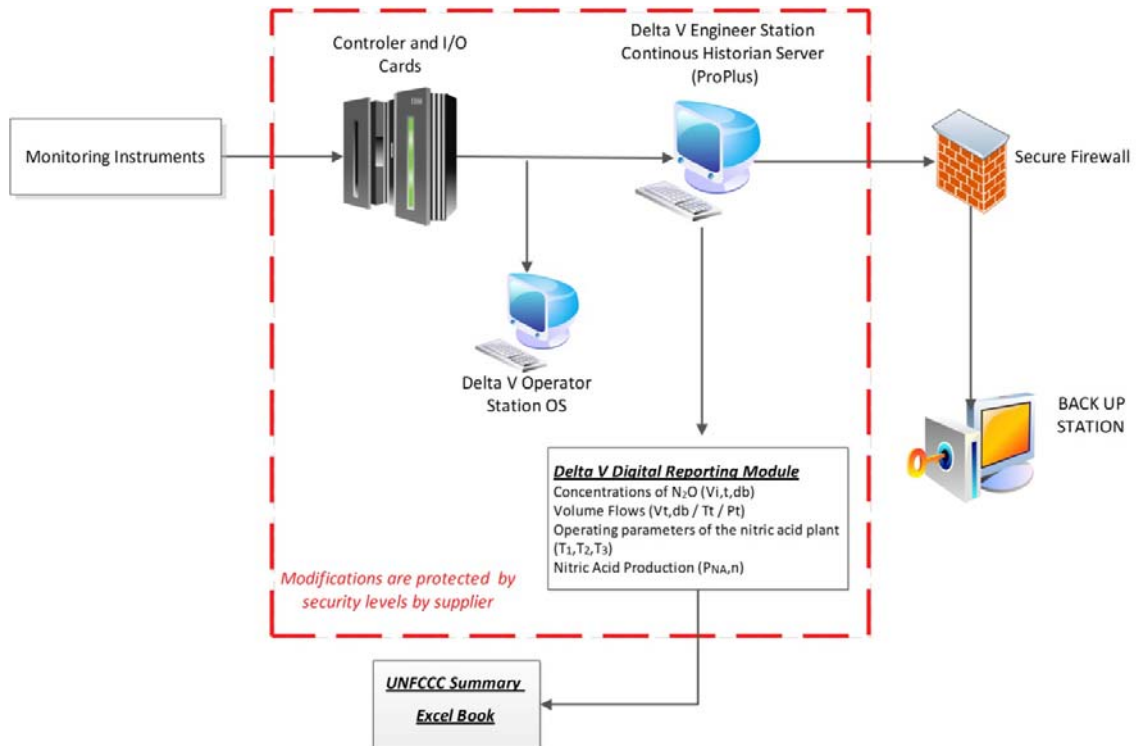 Monitoring Instruments
Controler and I/O
Cards
Delta V Engineer Station
Continous Historian Server
(ProPlus)
Secure Firewall
Delta V Operator
Station OS
BACK UP
STATION
Delta V Digital Reporting Module
Concentrations of N₂O (Vi,t,db)
Volume Flows (Vt,db / Tt / Pt)
Operating parameters of the nitric acid plant
(T₁,T₂,T₃)
Nitric Acid Production (PNA,n)
Modifications are protected by
security levels by supplier
UNFCCC Summary
Excel Book